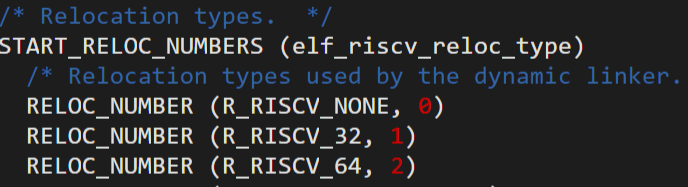 /* Relocation types.  */
START_RELOC_NUMBERS (elf_riscv_reloc_type)
  /* Relocation types used by the dynamic linker.
  RELOC_NUMBER (R_RISCV_NONE, 0)
  RELOC_NUMBER (R_RISCV_32, 1)
  RELOC_NUMBER (R_RISCV_64, 2)